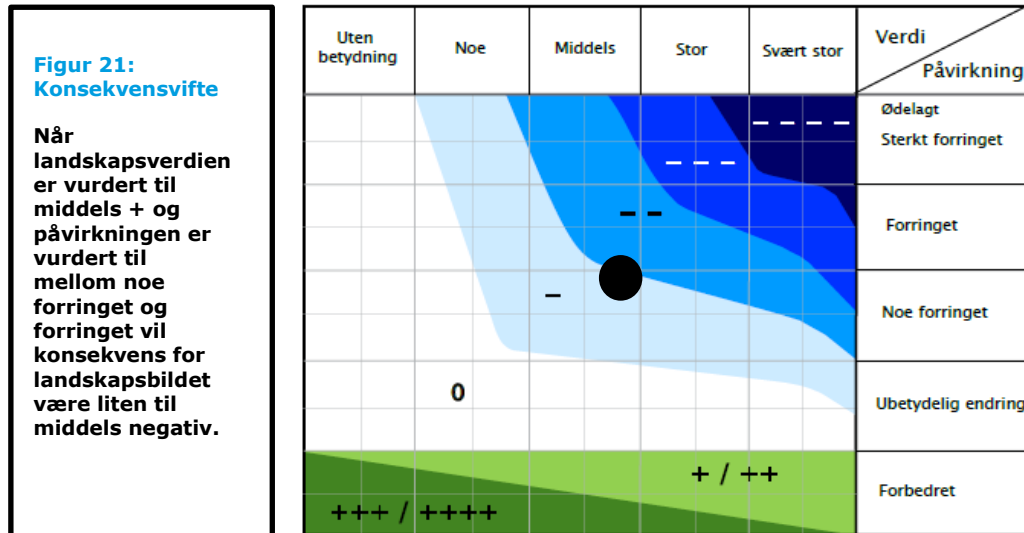 Figur 21:
Konsekvensvifte
Når
landskapsverdien
er vurdert til
middels + og
påvirkningen er
vurdert til
mellom noe
forringet og
forringet vil
konsekvens for
landskapsbildet
være liten til
middels negativ.
Uten
betydning
Noe
Middels
Stor
Svært stor
Verdi
Påvirkning
Ødelagt
Sterkt forringet
Forringet
Noe forringet
Ubetydelig endring
Forbedret
– – – –
– – –
– –
–
0
+ / ++
+++ / ++++